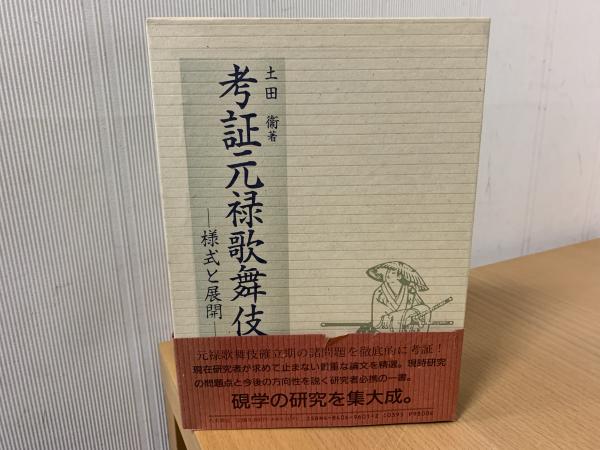 土田 衞著
考証元禄歌舞伎
―様式と展開―
元禄歌舞伎確立期の諸問題を徹底的に考証！
現在研究者が求めて止まない貴重な論文を精選。現時研究
の問題点と今後の方向性を説く研究者必携の一書。
碩学の研究を集大成。